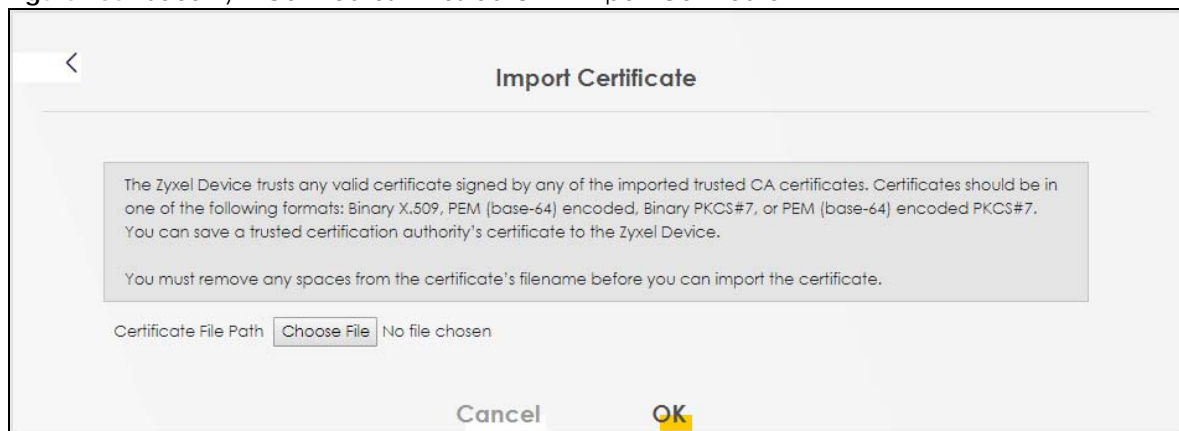 Import Certificate
The Zyxel Device trusts any valid certificate signed by any of the imported trusted CA certificates. Certificates should be in
one of the following formats: Binary X.509, PEM (base-64) encoded, Binary PKCS#7, or PEM (base-64) encoded PKCS#7.
You can save a trusted certification authority's certificate to the Zyxel Device.
You must remove any spaces from the certificate's filename before you can import the certificate.
Certificate File Path Choose File No file chosen
Cancel OK